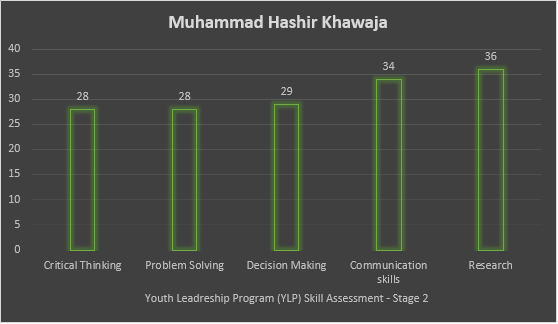 Muhammad Hashir Khawaja
40
35
30
25
20
15
10
5
0
28
28
29
34
36
Critical Thinking
Problem Solving
Decision Making
Communication
skills
Research
Youth Leadreship Program (YLP) Skill Assessment - Stage 2